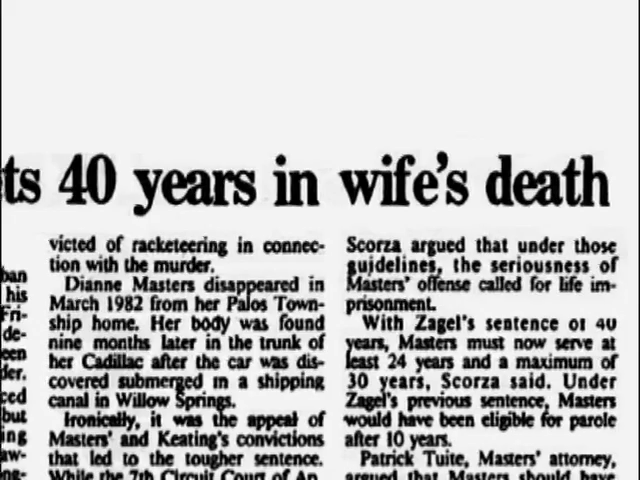 ts 40 years in wife's death
ban
his
Fri-
de-
een
der.
ced
but
ing
aw-
ng-
victed of racketeering in connec-
tion with the murder.
Dianne Masters disappeared in
March 1982 from her Palos Town-
ship home. Her body was found
nine months later in the trunk of
her Cadillac after the car was dis-
covered submerged in a shipping
canal in Willow Springs.
Ironically, it was the appeal of
Masters' and Keating's convictions
that led to the tougher sentence.
While the 7th Circuit Court of Ap-
Scorza argued that under those
guidelines, the seriousness of
Masters' offense called for life im-
prisonment.
With Zagel's sentence of 40
years, Masters must now serve at
least 24 years and a maximum of
30 years, Scorza said. Under
Zagel's previous sentence, Masters
would have been eligible for parole
after 10 years.
Patrick Tuite, Masters' attorney,
argued that Masters should have